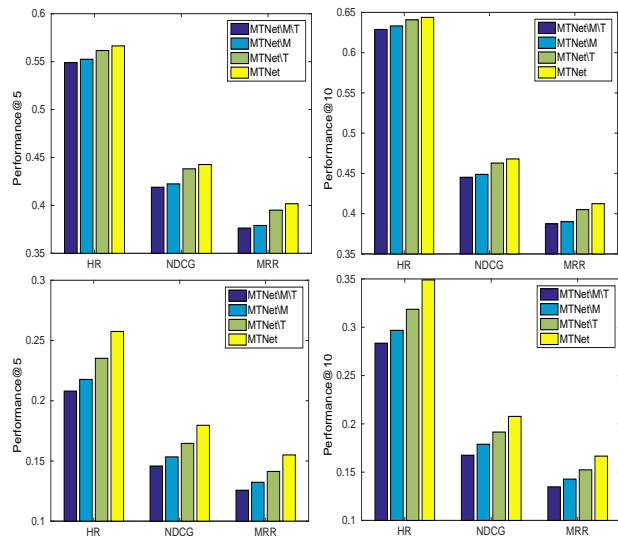 0.6
0.55
0.5
0.45
0.4
0.35
Performance@5
HR
NDCG
MRR
MTNet\M\T
MTNet\M
MTNet\T
MTNet
0.65
0.6
0.55
0.5
0.45
0.4
0.35
Performance@10
HR
NDCG
MRR
MTNet\M\T
MTNet\M
MTNet\T
MTNet
0.3
0.25
0.2
0.15
0.1
Performance@5
HR
NDCG
MRR
MTNet\M\T
MTNet\M
MTNet\T
MTNet
0.35
0.3
0.25
0.2
0.15
0.1
Performance@10
HR
NDCG
MRR
MTNet\M\T
MTNet\M
MTNet\T
MTNet